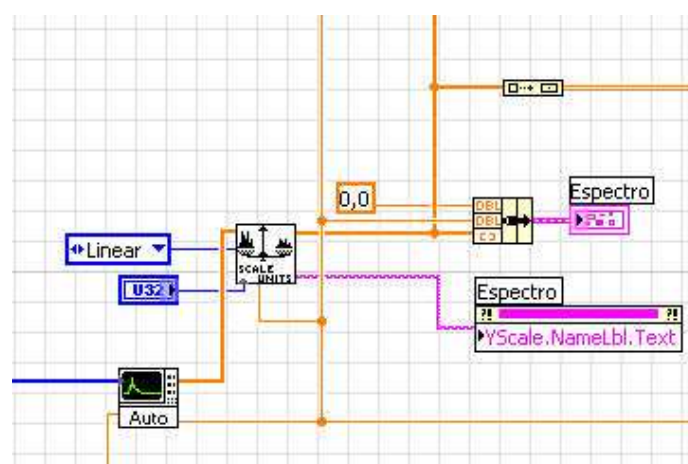 0,0
DBL
DBL
Espectro
Linear
SCALE
UNITS
U32
Espectro
?! ?!
YScale.NameLbl.Text
Auto